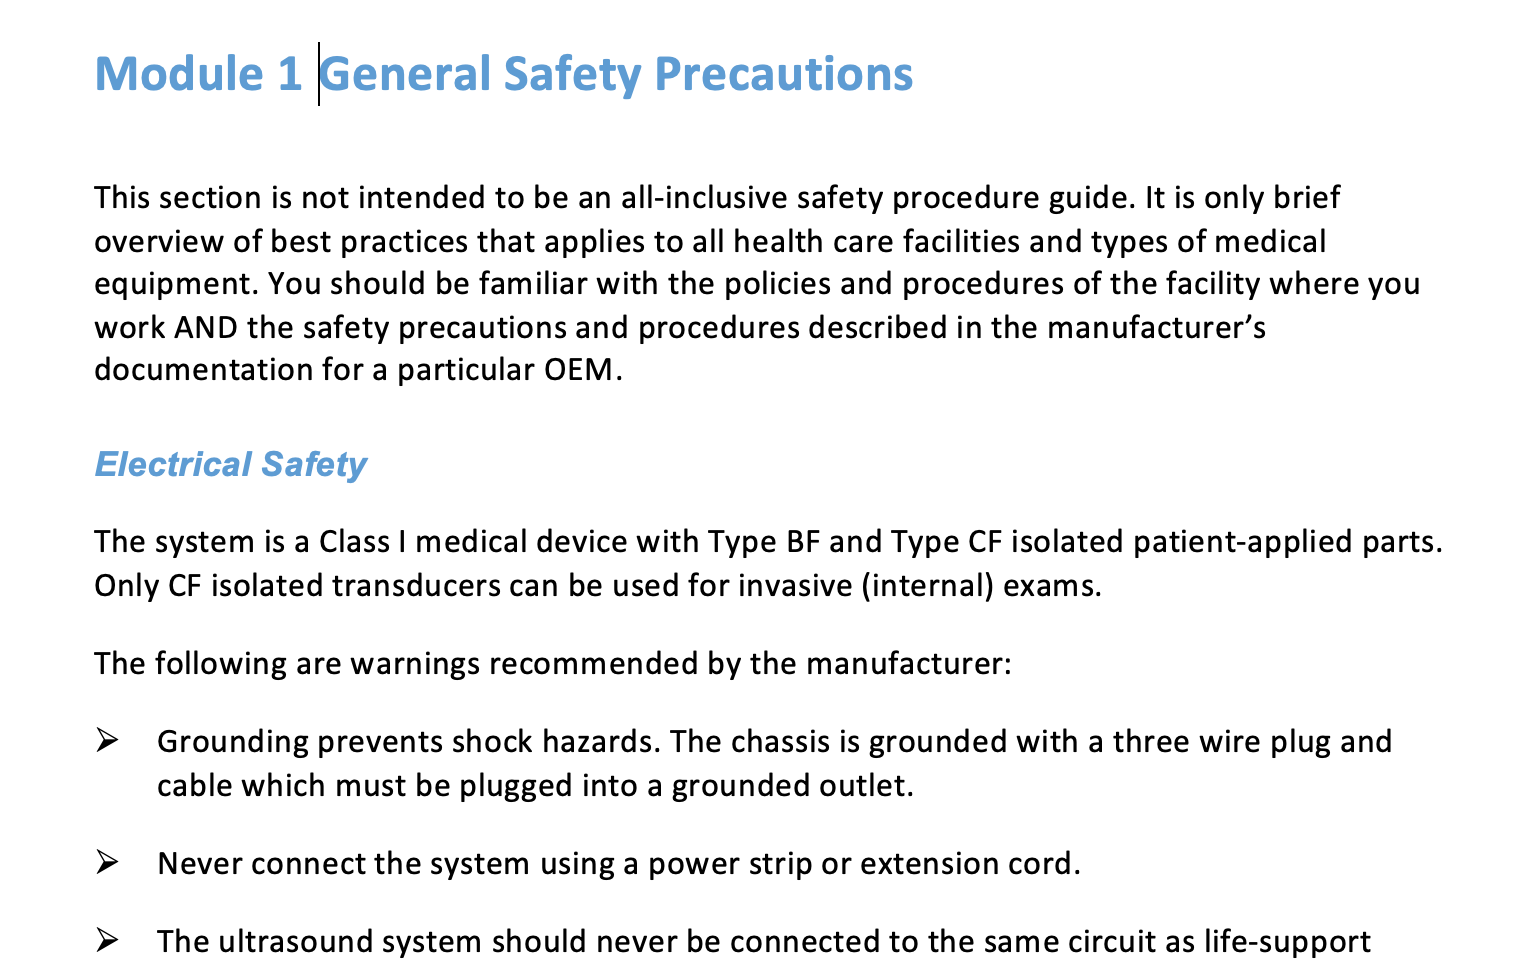 Module 1 General Safety Precautions
This section is not intended to be an all-inclusive safety procedure guide. It is only brief
overview of best practices that applies to all health care facilities and types of medical
equipment. You should be familiar with the policies and procedures of the facility where you
work AND the safety precautions and procedures described in the manufacturer’s
documentation for a particular OEM.
Electrical Safety
The system is a Class I medical device with Type BF and Type CF isolated patient-applied parts.
Only CF isolated transducers can be used for invasive (internal) exams.
The following are warnings recommended by the manufacturer:
➢ Grounding prevents shock hazards. The chassis is grounded with a three wire plug and
cable which must be plugged into a grounded outlet.
➢ Never connect the system using a power strip or extension cord.
➢ The ultrasound system should never be connected to the same circuit as life-support